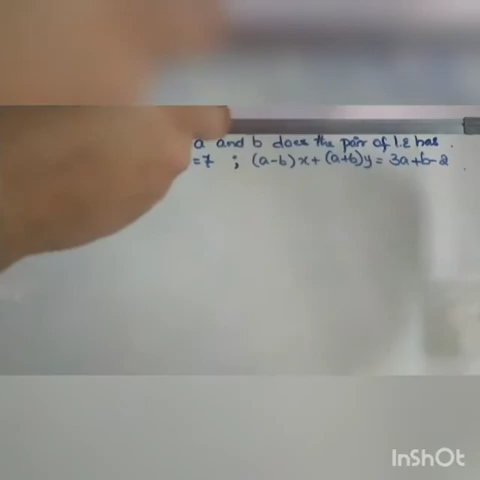 a and b does the pair of l.e has.
=7 ; (a-b)x+(a+b)y= 3a+b-2
InShOt